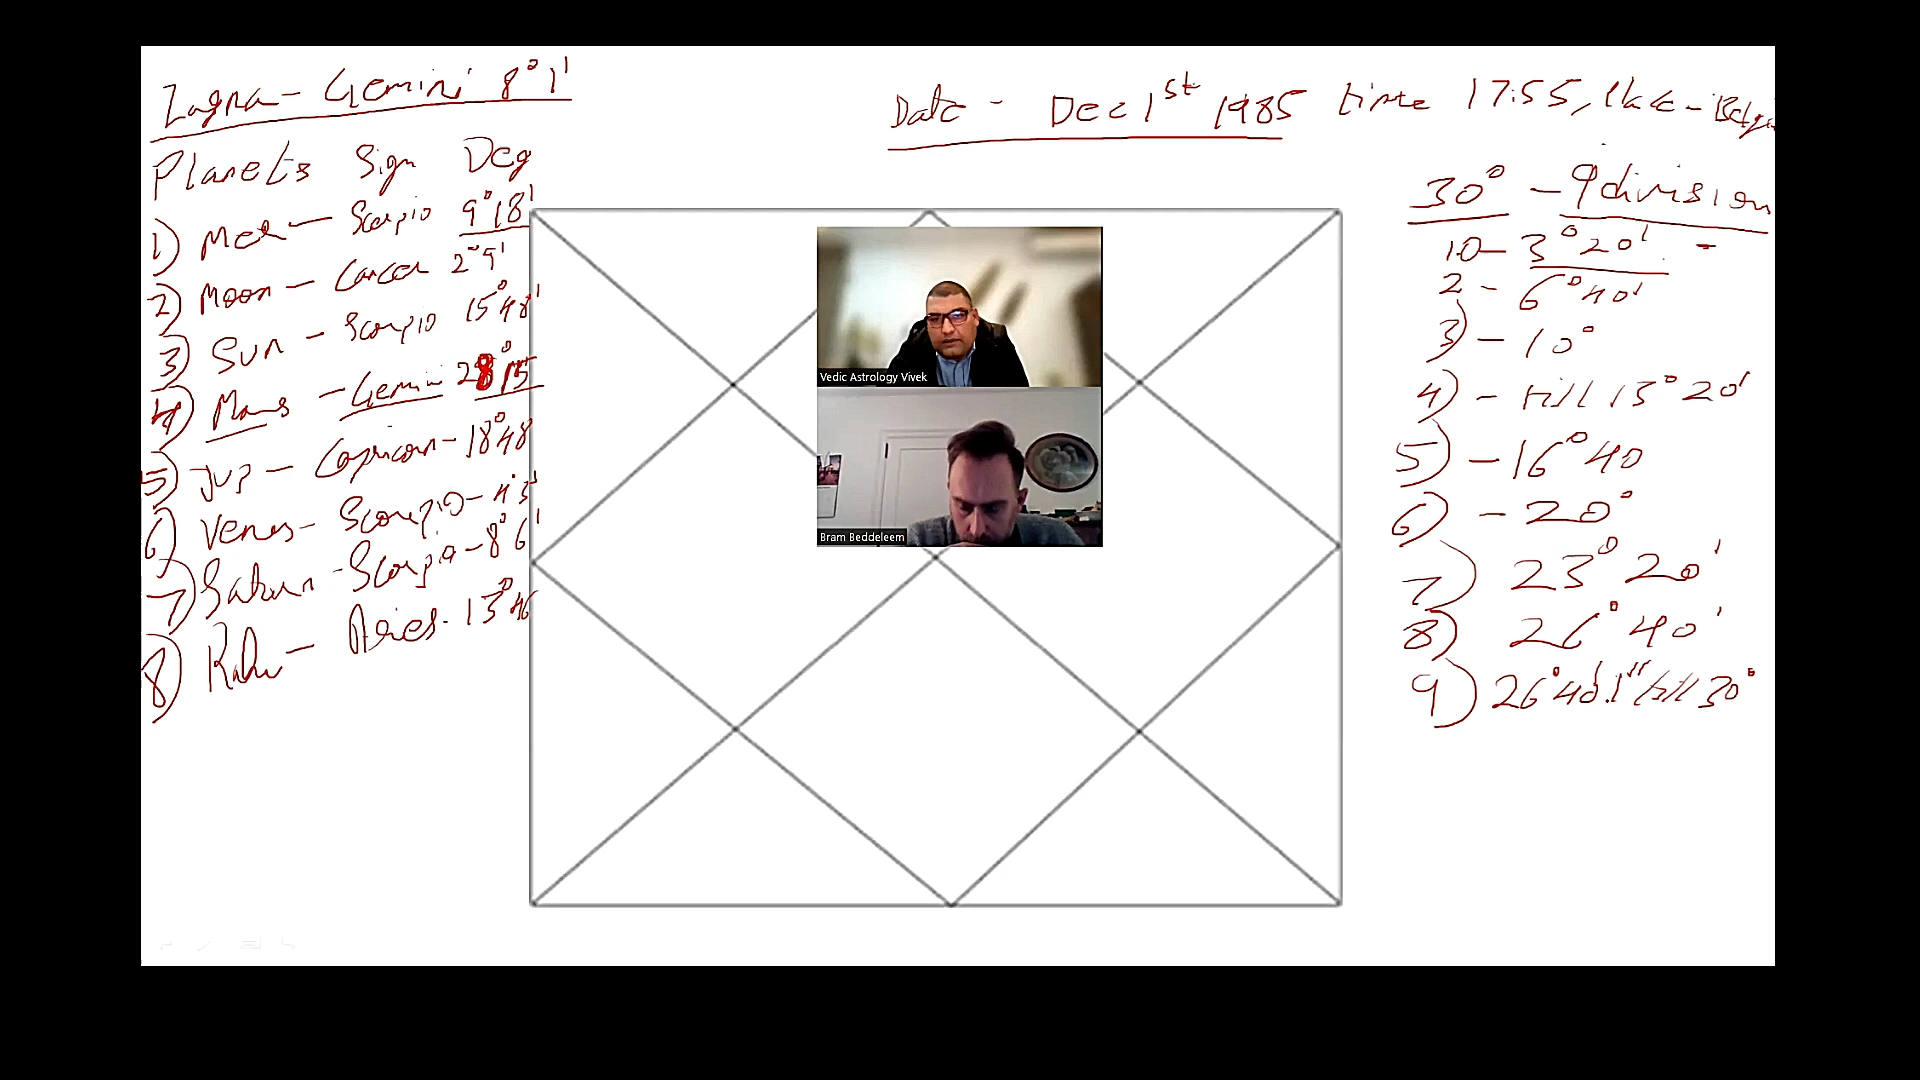 Lagna - Gemini 8°1'
Date - Dec 1st 1985 time 17:55,
Planets Sign Deg
1) Mer - Scorpio 9°18'
2) Moon - Cancer 2°9'
3) Sun - Scorpio 15°48'
4) Mars - Gemini 28°
5) Jup - Capricorn - 18°48
6) Venus - Scorpio -
7) Saturn - Scorpio - 8°6'
8) Rahu - Aries - 13°46
30° - 9 division
10 - 3°20'. -
2 - 6°40'
3) - 10°
4) - till 13°20'
5) - 16°40
6) - 20°
7) 23°20'
8) 26°40'
9) 26°40'.1" till 30°
Vedic Astrology Vivek
Bram Beddeleem